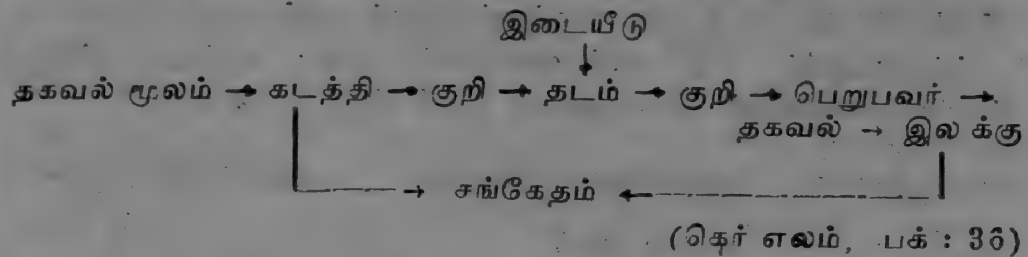 இடையீடு
↓
தகவல் மூலம் → கடத்தி → குறி → தடம் → குறி → பெறுபவர் →
தகவல் → இலக்கு
→ சங்கேதம் ←
(கெர் எலம், பக் : 36)